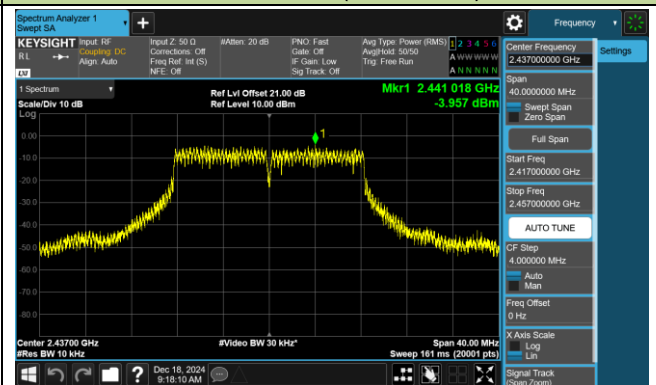 Spectrum Analyzer 1
Swept SA
Frequency
KEYSIGHT
RL
LXI
Input: RF
Coupling: DC
Align: Auto
Input Z: 50 Ω
Corrections: Off
Freq Ref: Int (S)
NFE: Off
#Atten: 20 dB
PNO: Fast
Gate: Off
IF Gain: Low
Sig Track: Off
Avg Type: Power (RMS)
Avg|Hold: 50/50
Trig: Free Run
1 2 3 4 5 6
A W W W W W
A N N N N N
1 Spectrum
Scale/Div 10 dB
Log
Ref Lvl Offset 21.00 dB
Ref Level 10.00 dBm
Mkr1 2.441 018 GHz
-3.957 dBm
1
0.00
-10.0
-20.0
-30.0
-40.0
-50.0
-60.0
-70.0
-80.0
Center 2.43700 GHz
#Res BW 10 kHz
#Video BW 30 kHz*
Span 40.00 MHz
Sweep 161 ms (20001 pts)
Center Frequency
2.437000000 GHz
Settings
Span
40.0000000 MHz
Swept Span
Zero Span
Full Span
Start Freq
2.417000000 GHz
Stop Freq
2.457000000 GHz
AUTO TUNE
CF Step
4.000000 MHz
Auto
Man
Freq Offset
0 Hz
X Axis Scale
Log
Lin
Signal Track
(Span Zoom)
?
Dec 18, 2024
9:18:10 AM